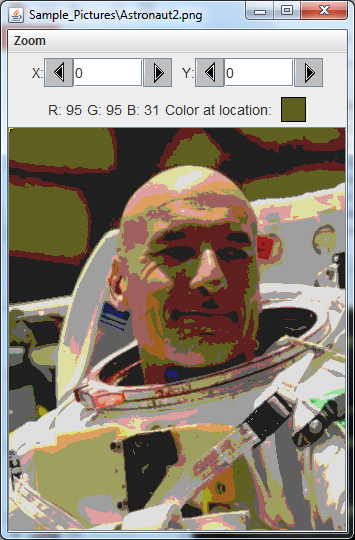 Sample_Pictures\Astronaut2.png
Zoom
X: 0 Y: 0
R: 95 G: 95 B: 31 Color at location: